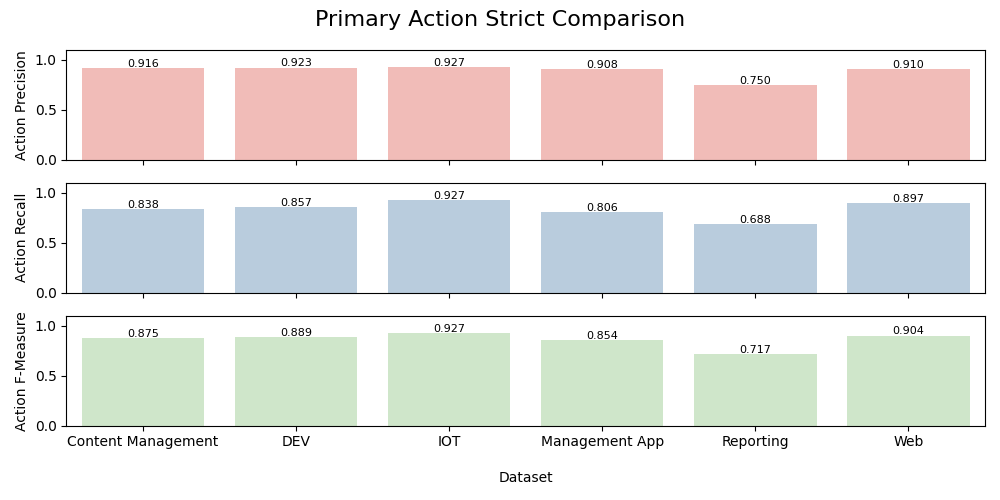 Primary Action Strict Comparison
Action Precision
1.0
0.5
0.0
0.916 0.923 0.927 0.908 0.750 0.910
Action Recall
1.0
0.5
0.0
0.838 0.857 0.927 0.806 0.688 0.897
Action F-Measure
1.0
0.5
0.0
0.875 0.889 0.927 0.854 0.717 0.904
Content Management DEV IOT Management App Reporting Web
Dataset